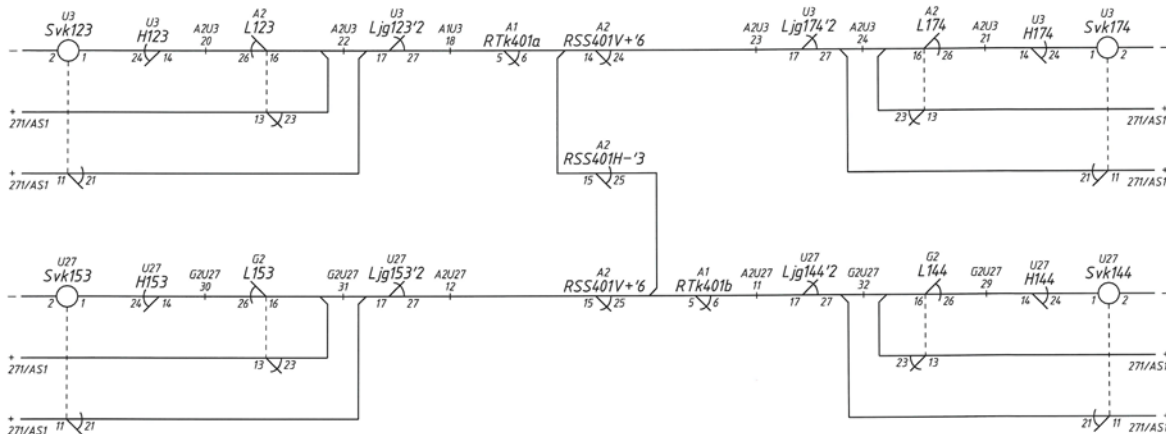 U3 U3 A2 U3 A1 A2 U3 A2 U3 U3
Svk123 H123 A2U3 L123 A2U3 Ljg123'2 A1U3 RTk401a RSS401V+'6 A2U3 Ljg174'2 A2U3 L174 A2U3 H174 Svk174
20 22 18 23 24 21
- 2 1 24 14 26 16 17 27 5 6 14 24 17 27 16 26 14 24 1 2 -
+ 13 23 23 13 +
271/AS1 271/AS1
A2
RSS401H-'3
+ 11 21 15 25 21 11 +
271/AS1 271/AS1
U27 U27 G2 U27 A2 A1 U27 G2 U27 U27
Svk153 H153 G2U27 L153 G2U27 Ljg153'2 A2U27 RSS401V+'6 RTk401b A2U27 Ljg144'2 G2U27 L144 G2U27 H144 Svk144
30 31 12 11 32 29
- 2 1 24 14 26 16 17 27 15 25 5 6 17 27 16 26 14 24 1 2 -
+ 13 23 23 13 +
271/AS1 271/AS1
+ 11 21 21 11 +
271/AS1 271/AS1